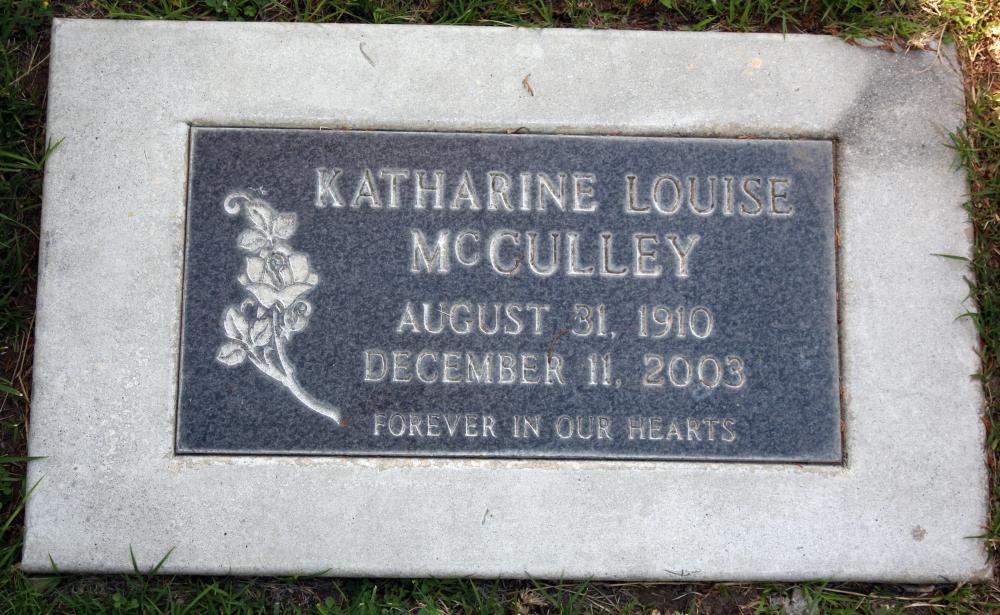 KATHARINE LOUISE
McCULLEY
AUGUST 31, 1910
DECEMBER 11, 2003
FOREVER IN OUR HEARTS